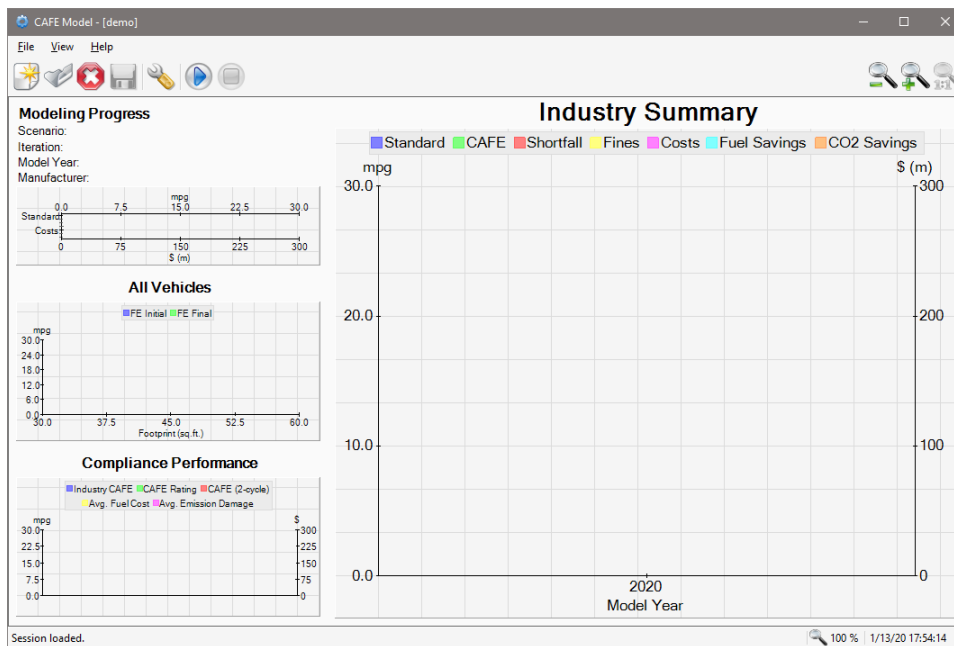 CAFE Model - [demo]
File View Help
Modeling Progress
Scenario:
Iteration:
Model Year:
Manufacturer:
mpg
0.0 7.5 15.0 22.5 30.0
Standard
Costs
0 75 150 225 300
$ (m)
All Vehicles
FE Initial FE Final
mpg
30.0
24.0
18.0
12.0
6.0
0.0
30.0 37.5 45.0 52.5 60.0
Footprint (sq.ft.)
Compliance Performance
Industry CAFE CAFE Rating CAFE (2-cycle)
Avg. Fuel Cost Avg. Emission Damage
mpg $
30.0 300
22.5 225
15.0 150
7.5 75
0.0 0
Industry Summary
Standard CAFE Shortfall Fines Costs Fuel Savings CO2 Savings
mpg $ (m)
30.0 300
20.0 200
10.0 100
0.0 0
2020
Model Year
1:1
Session loaded. 100 % 1/13/20 17:54:14